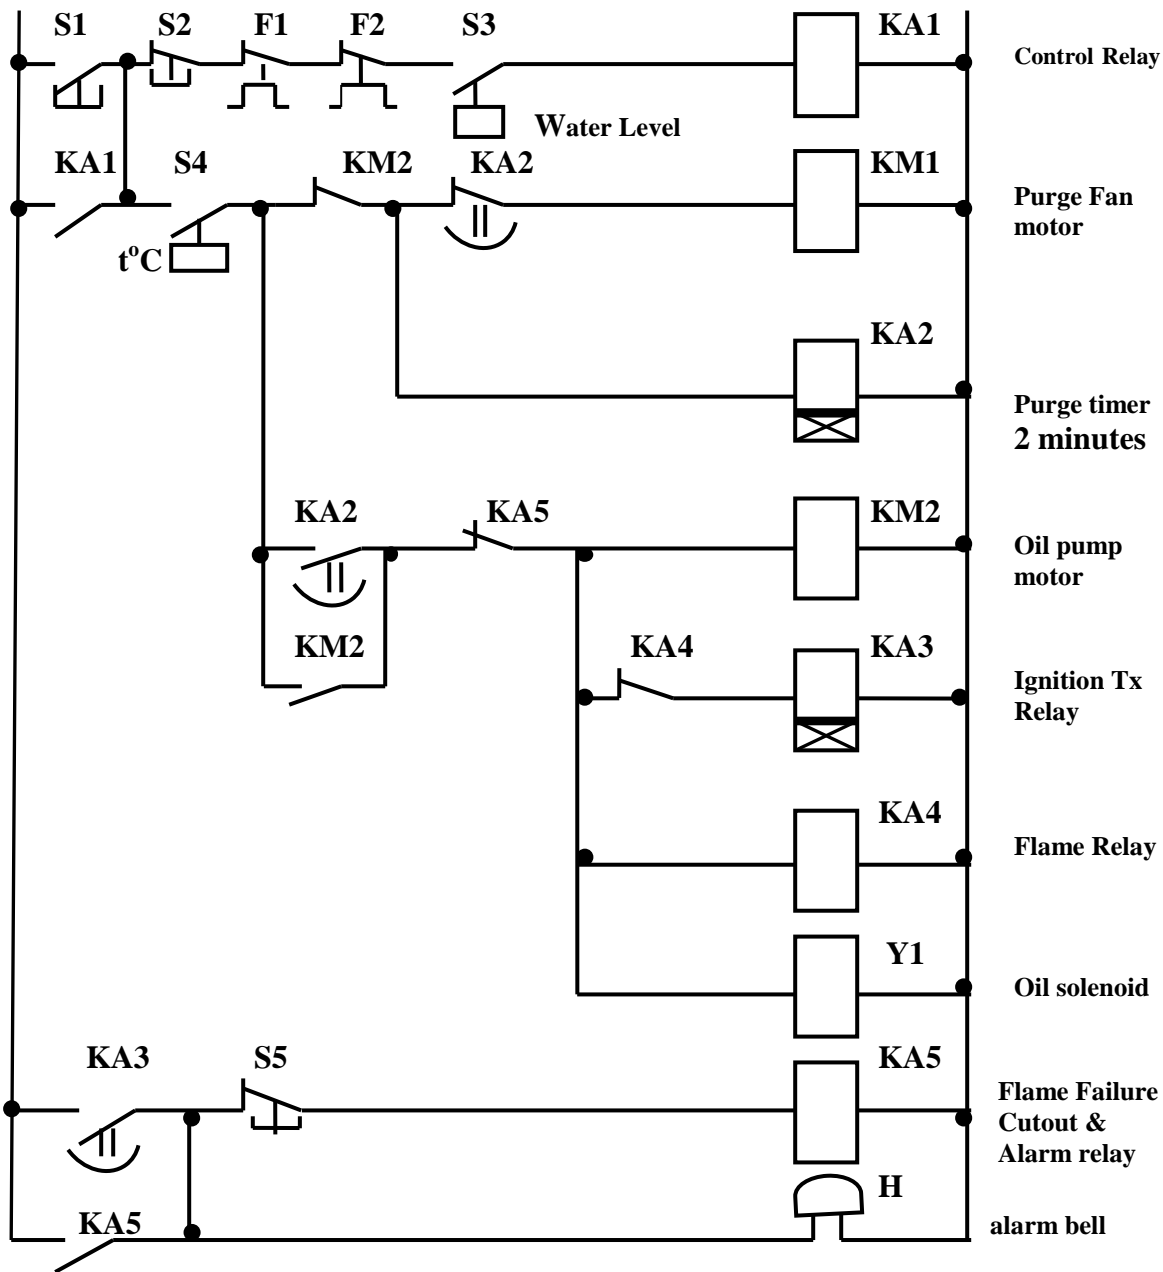 S1 S2 F1 F2 S3 KA1
Control Relay
Water Level
KA1 S4 KM2 KA2 KM1
Purge Fan
motor
t°C
KA2
Purge timer
2 minutes
KA2 KA5 KM2
Oil pump
motor
KM2 KA4 KA3
Ignition Tx
Relay
KA4
Flame Relay
Y1
Oil solenoid
KA3 S5 KA5
Flame Failure
Cutout &
Alarm relay
H
KA5
alarm bell